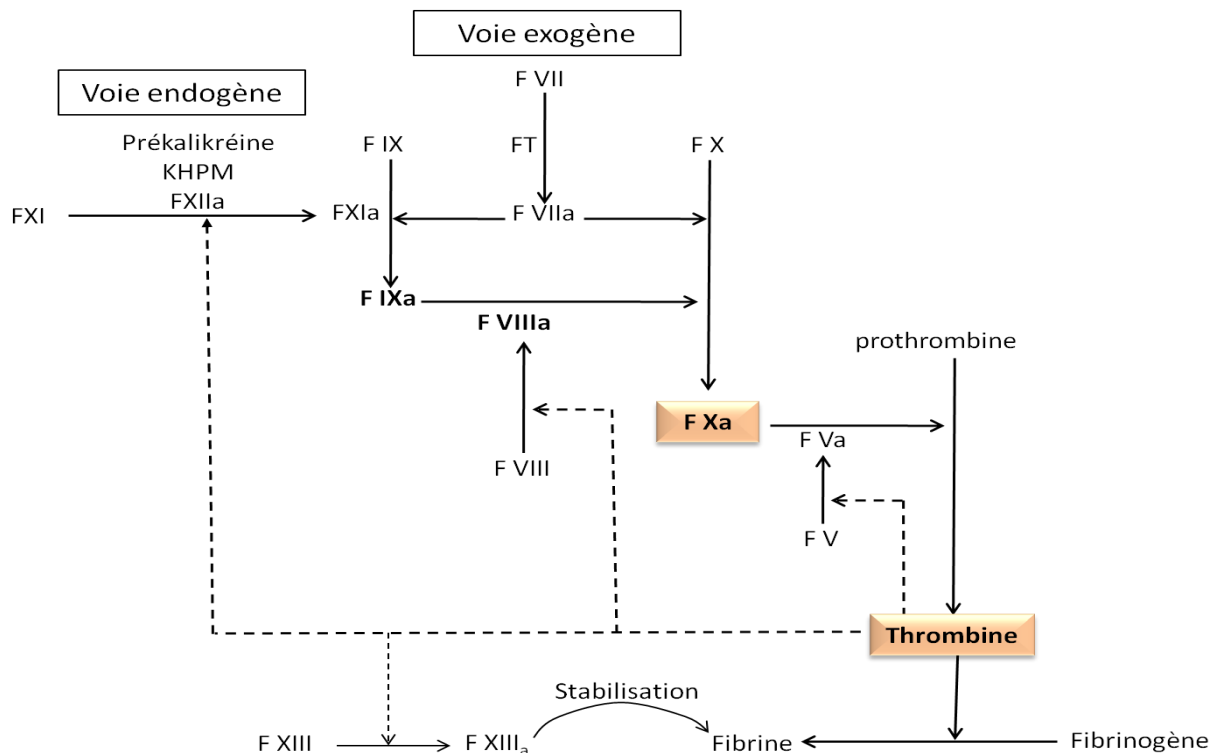 Voie exogène
Voie endogène
F VII
Prékalikréine
KHPM
FXIIa
F IX
FT
F X
FXI
FXIa
F VIIa
F IXa
F VIIIa
prothrombine
F Xa
F Va
F VIII
F V
Thrombine
Stabilisation
F XIII
F XIIIa
Fibrine
Fibrinogène